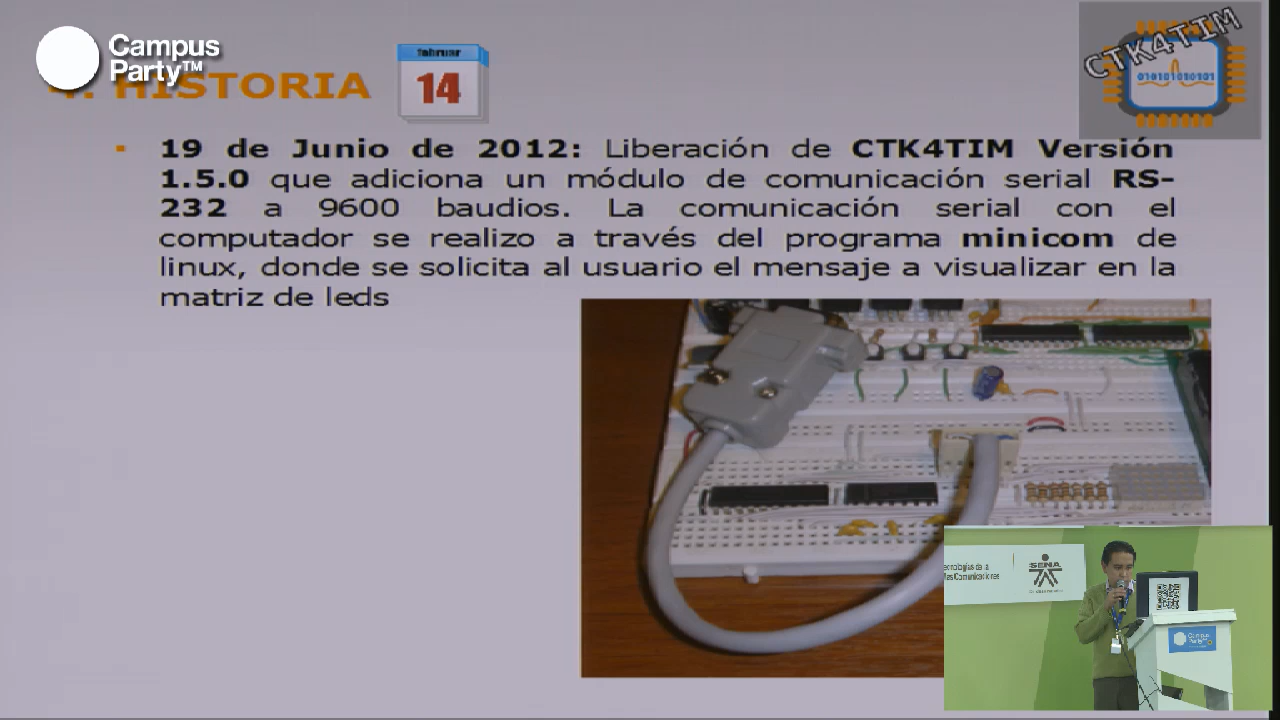 Campus
Party™
HISTORIA
februar
14
CTK4TIM
010101010101
19 de Junio de 2012: Liberación de CTK4TIM Versión
1.5.0 que adiciona un módulo de comunicación serial RS-
232 a 9600 baudios. La comunicación serial con el
computador se realizo a través del programa minicom de
linux, donde se solicita al usuario el mensaje a visualizar en la
matriz de leds
SENA
Campus
Party